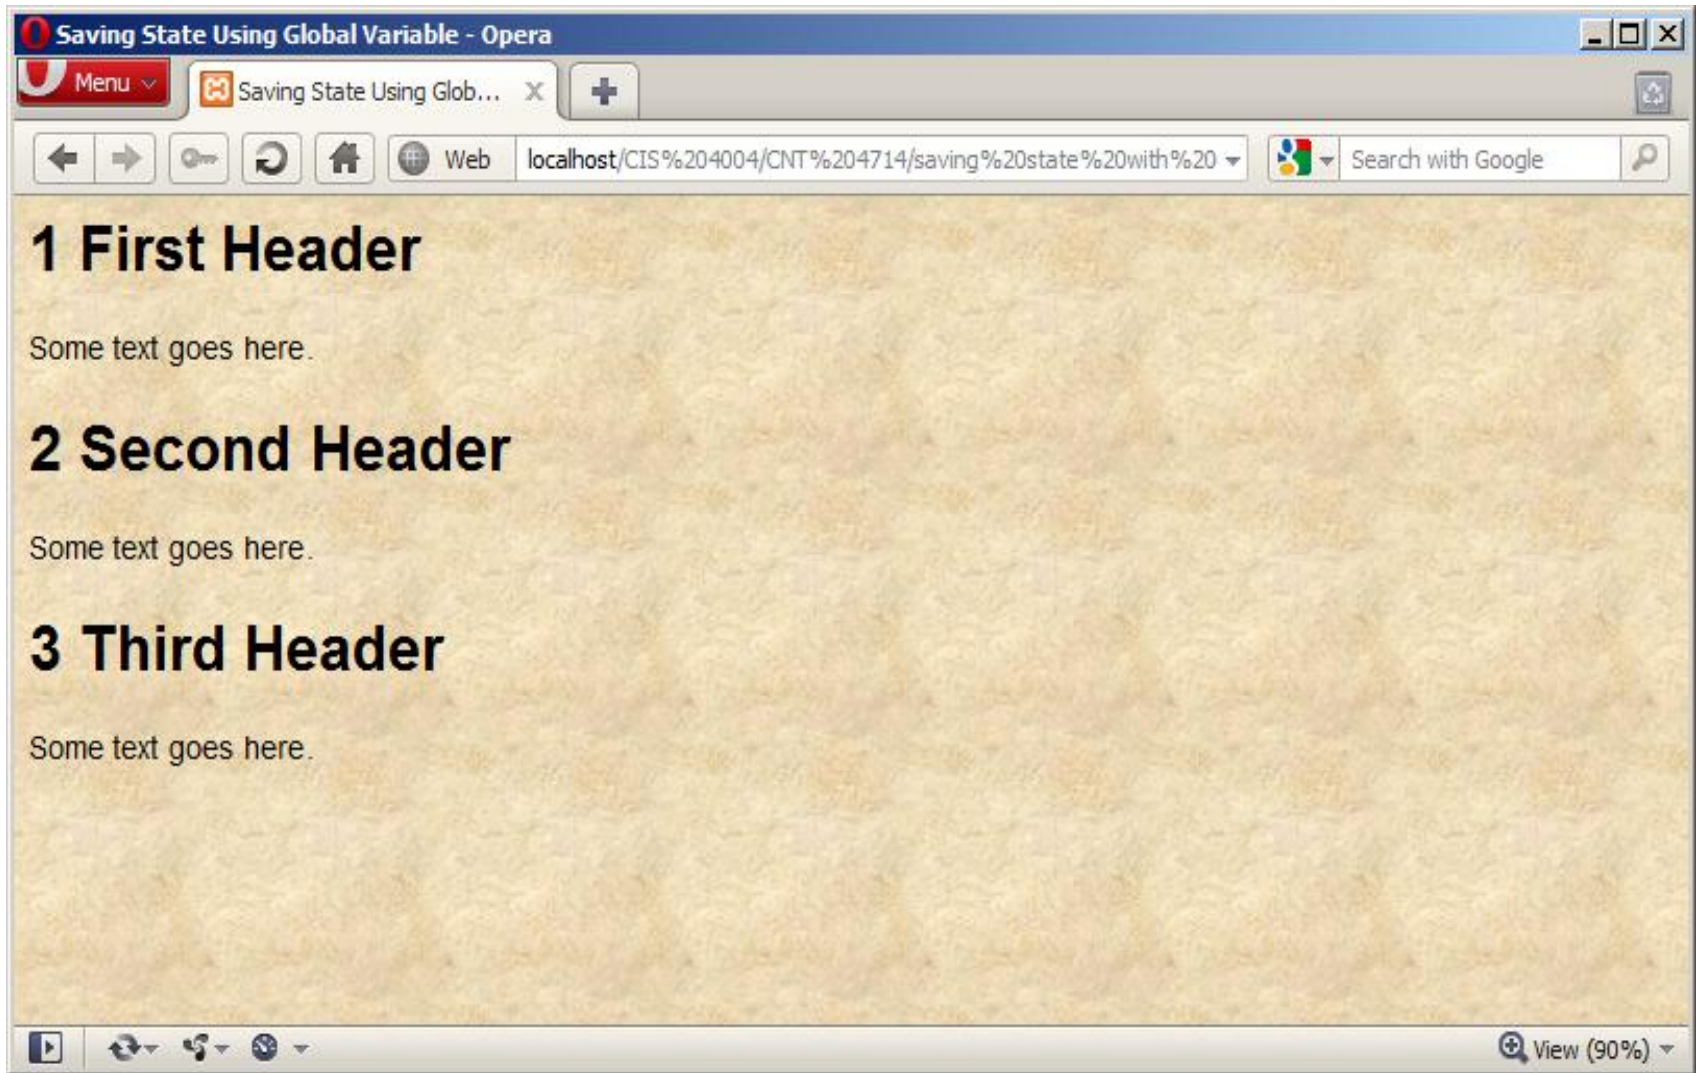 Saving State Using Global Variable - Opera
Menu
Saving State Using Glob...
Web
localhost/CIS%204004/CNT%204714/saving%20state%20with%20
Search with Google
1 First Header
Some text goes here.
2 Second Header
Some text goes here.
3 Third Header
Some text goes here.
View (90%)